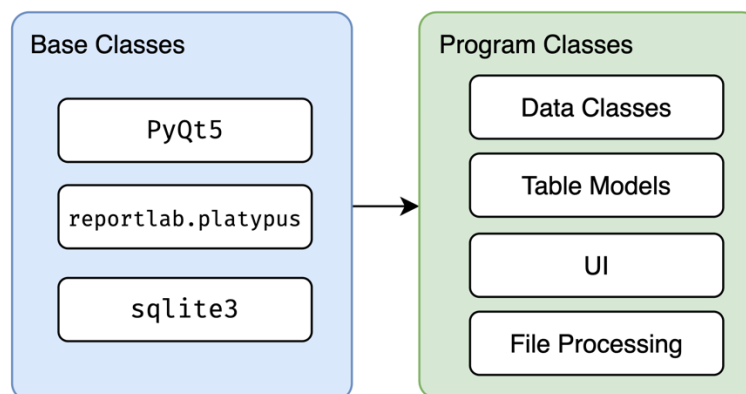 Base Classes
PyQt5
reportlab.platypus
sqlite3
Program Classes
Data Classes
Table Models
UI
File Processing